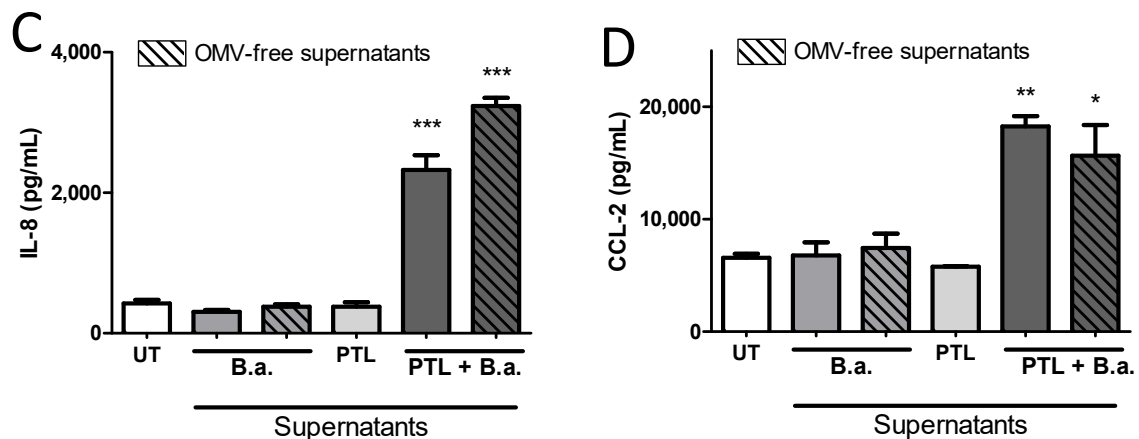 C
OMV-free supernatants
IL-8 (pg/mL)
4,000
2,000
0
***
***
UT
B.a.
PTL
PTL + B.a.
Supernatants
D
OMV-free supernatants
CCL-2 (pg/mL)
20,000
10,000
0
**
*
UT
B.a.
PTL
PTL + B.a.
Supernatants